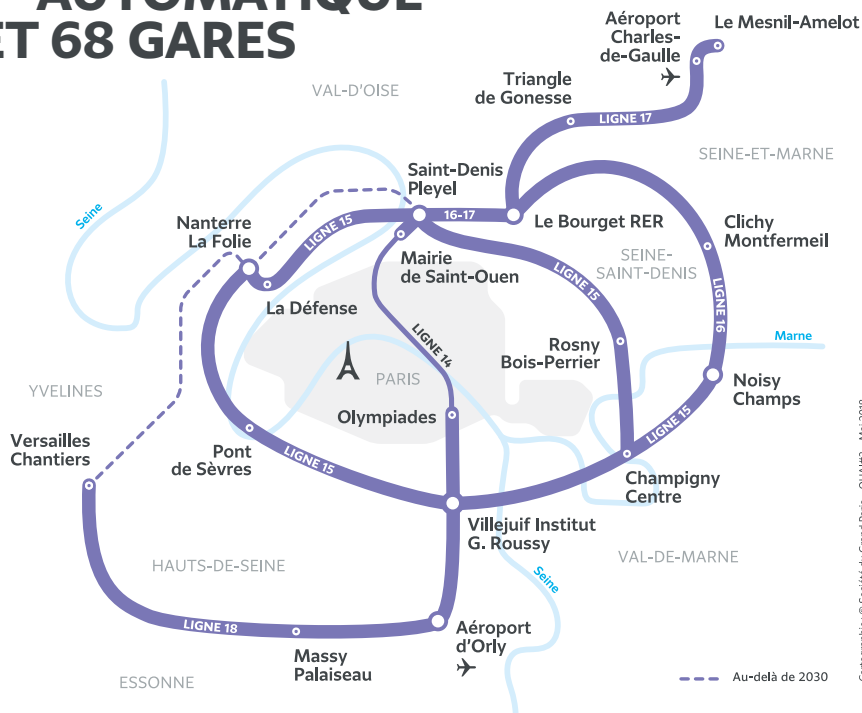 AUTOMATIQUE
ET 68 GARES
Aéroport
Charles-
de-Gaulle
Le Mesnil-Amelot
Triangle
de Gonesse
VAL-D'OISE
LIGNE 17
SEINE-ET-MARNE
Saint-Denis
Pleyel
Seine
Nanterre
La Folie
LIGNE 15
16-17
Le Bourget RER
Clichy
Montfermeil
Mairie
de Saint-Ouen
SEINE-
SAINT-DENIS
LIGNE 15
La Défense
LIGNE 16
LIGNE 14
Marne
Rosny
Bois-Perrier
PARIS
YVELINES
Noisy
Champs
Olympiades
Versailles
Chantiers
Pont
de Sèvres
LIGNE 15
LIGNE 15
Champigny
Centre
Villejuif Institut
G. Roussy
HAUTS-DE-SEINE
VAL-DE-MARNE
Seine
LIGNE 18
Aéroport
d'Orly
Massy
Palaiseau
ESSONNE
Au-delà de 2030